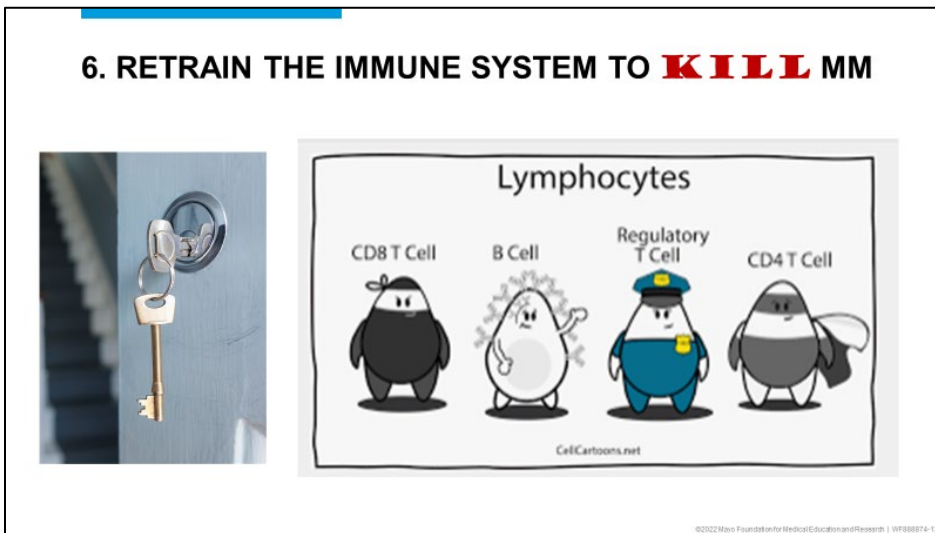 6. RETRAIN THE IMMUNE SYSTEM TO KILL MM
Lymphocytes
CD8 T Cell
B Cell
Regulatory
T Cell
CD4 T Cell
CellCartoons.net
©2022 Mayo Foundation for Medical Education and Research |